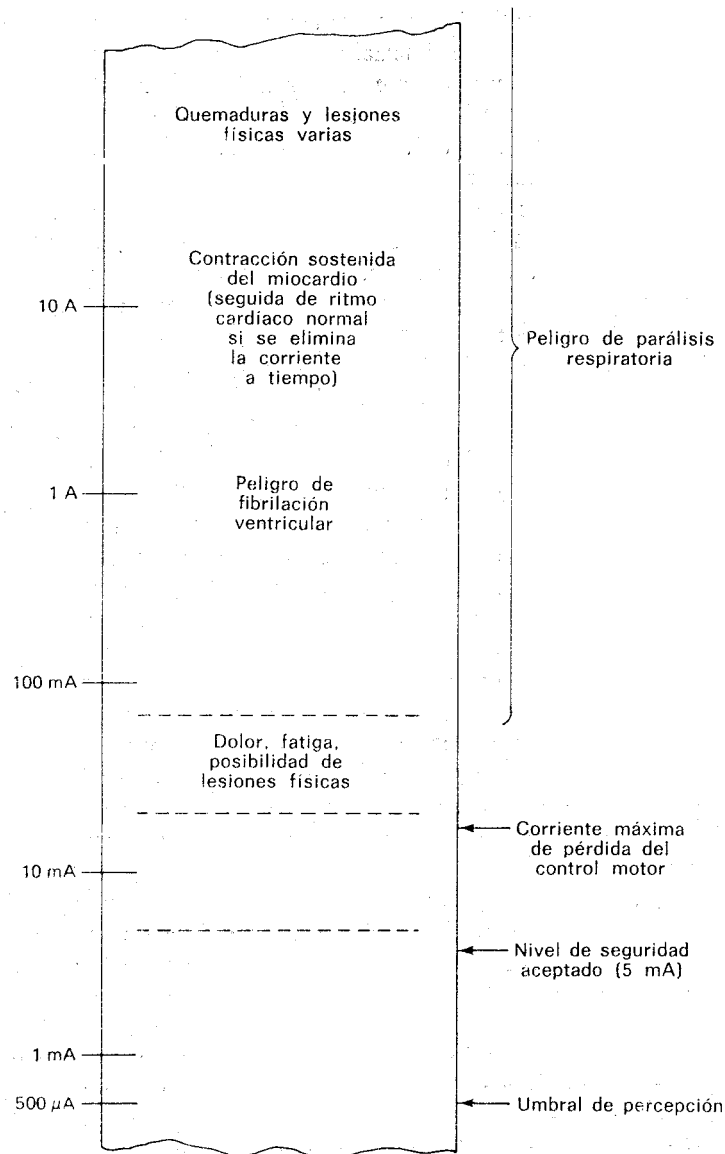 Quemaduras y lesiones
físicas varias
Contracción sostenida
del miocardio
(seguida de ritmo
cardíaco normal
si se elimina
la corriente
a tiempo)
10 A
Peligro de parálisis
respiratoria
1 A
Peligro de
fibrilación
ventricular
100 mA
Dolor, fatiga,
posibilidad de
lesiones físicas
Corriente máxima
de pérdida del
control motor
10 mA
Nivel de seguridad
aceptado (5 mA)
1 mA
500 μA
Umbral de percepción